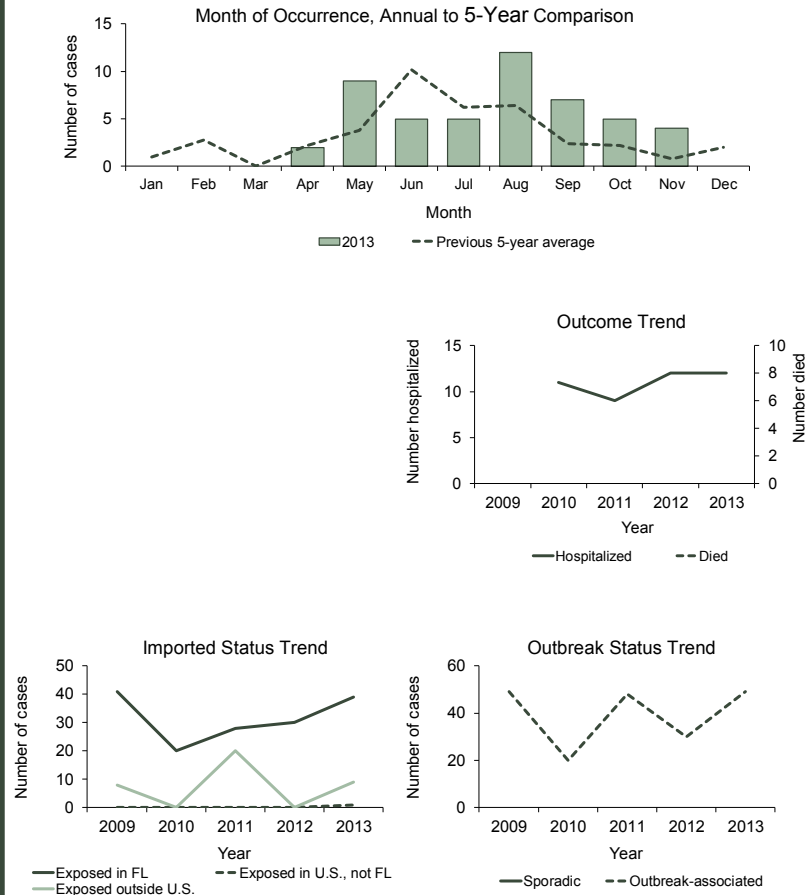 Month of Occurrence, Annual to 5-Year Comparison
15
10
5
0
Number of cases
Jan Feb Mar Apr May Jun Jul Aug Sep Oct Nov Dec
Month
2013 Previous 5-year average
Outcome Trend
15
10
5
0
Number hospitalized
10
8
6
4
2
0
Number died
2009 2010 2011 2012 2013
Year
Hospitalized Died
Imported Status Trend
50
40
30
20
10
0
Number of cases
2009 2010 2011 2012 2013
Year
Exposed in FL Exposed in U.S., not FL
Exposed outside U.S.
Outbreak Status Trend
60
40
20
0
Number of cases
2009 2010 2011 2012 2013
Year
Sporadic Outbreak-associated